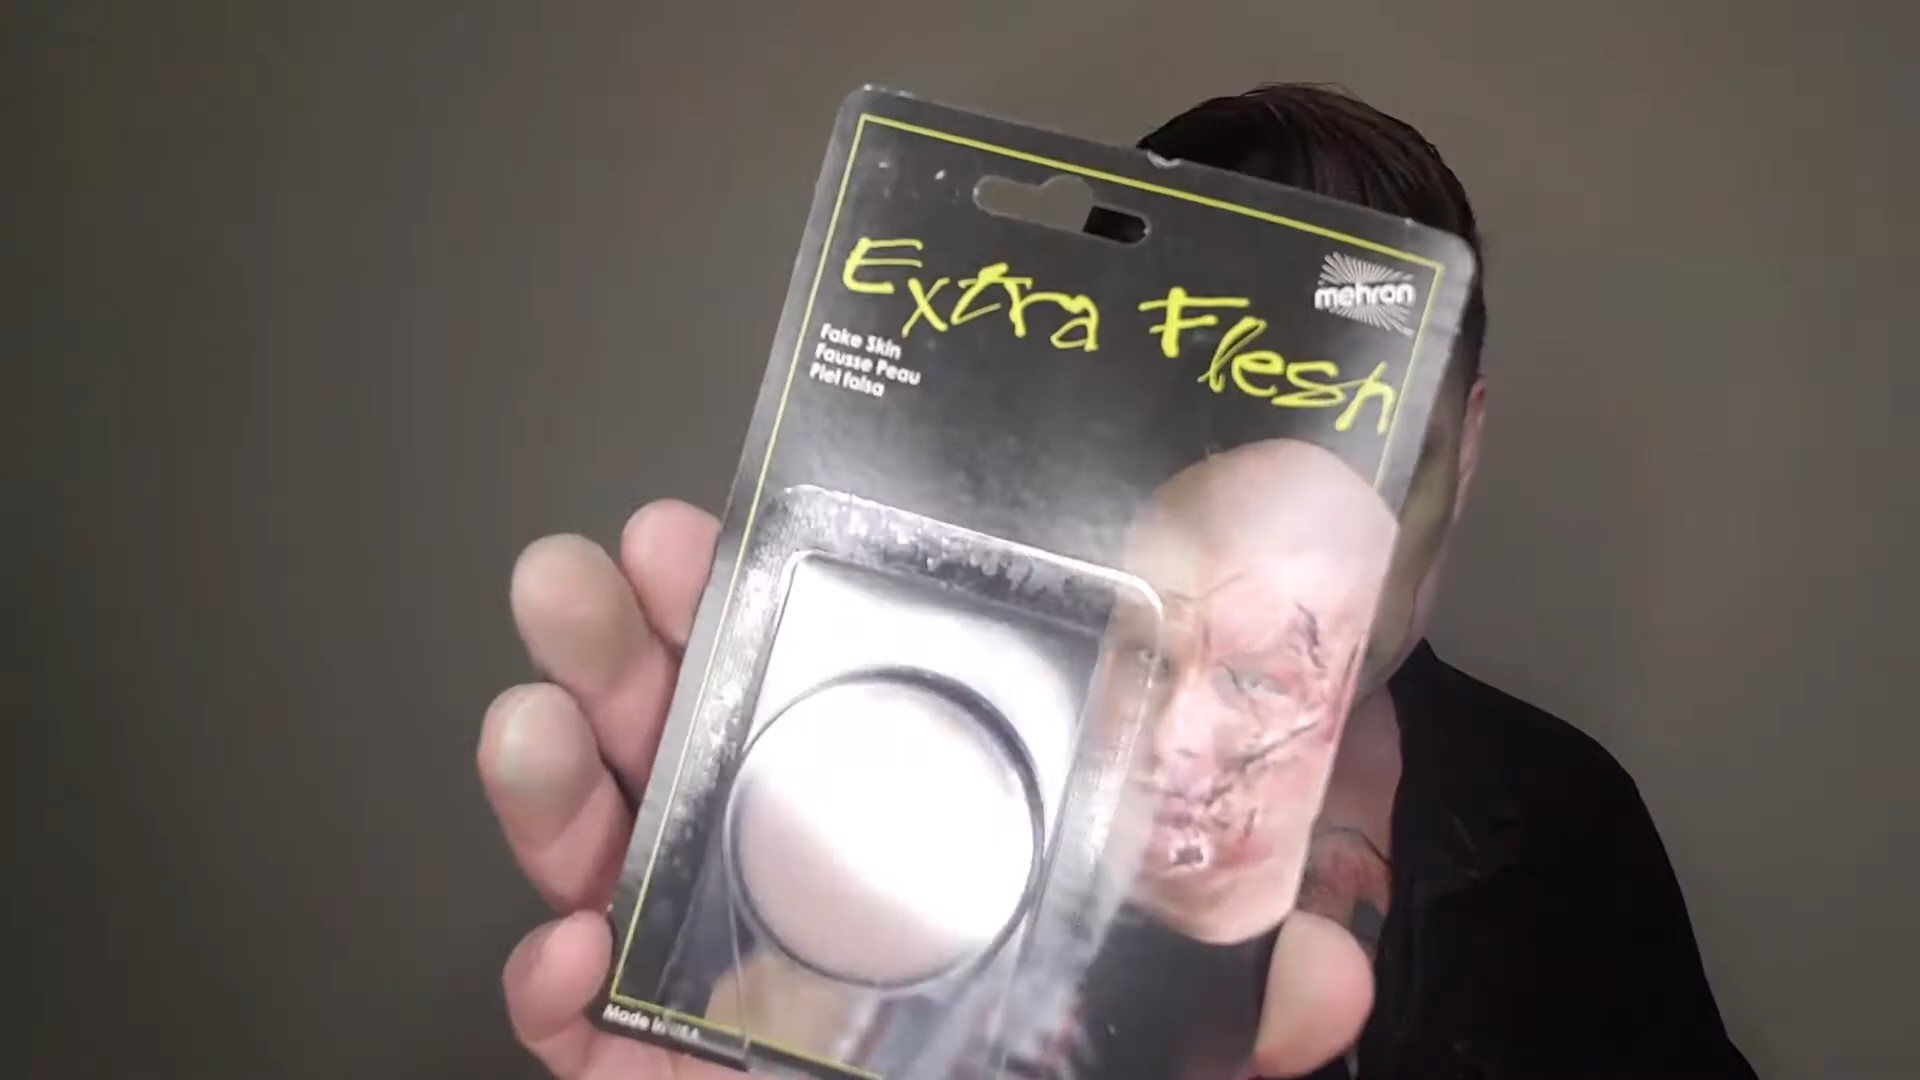 Extra Flesh
mehron
Fake Skin
Fausse Peau
Piel falsa
Made in USA